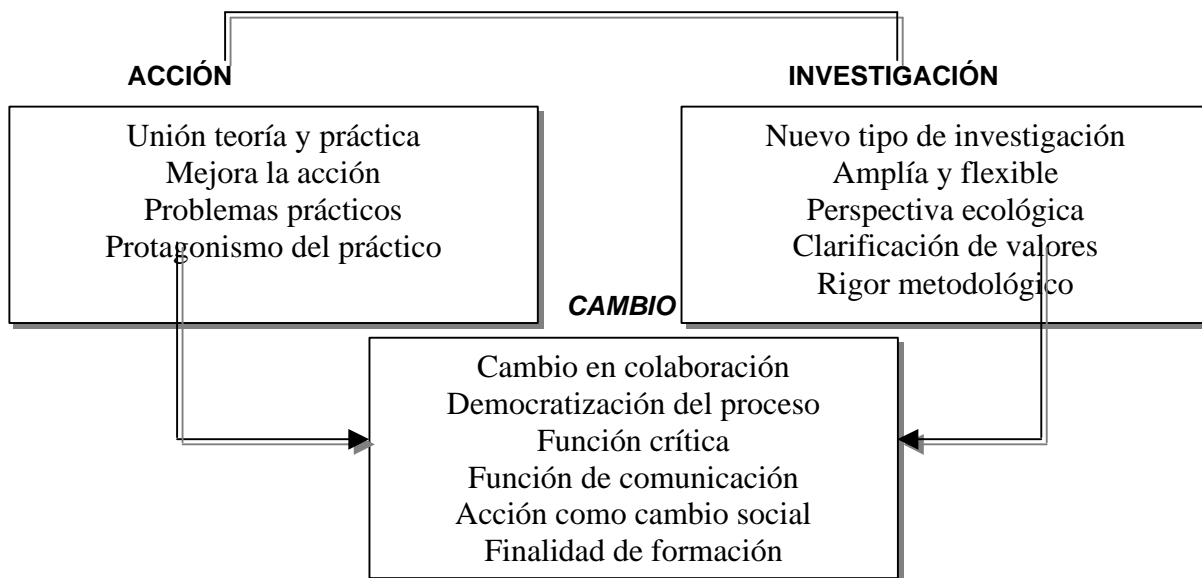 ACCIÓN
Unión teoría y práctica
Mejora la acción
Problemas prácticos
Protagonismo del práctico
INVESTIGACIÓN
Nuevo tipo de investigación
Amplía y flexible
Perspectiva ecológica
Clarificación de valores
Rigor metodológico
CAMBIO
Cambio en colaboración
Democratización del proceso
Función crítica
Función de comunicación
Acción como cambio social
Finalidad de formación